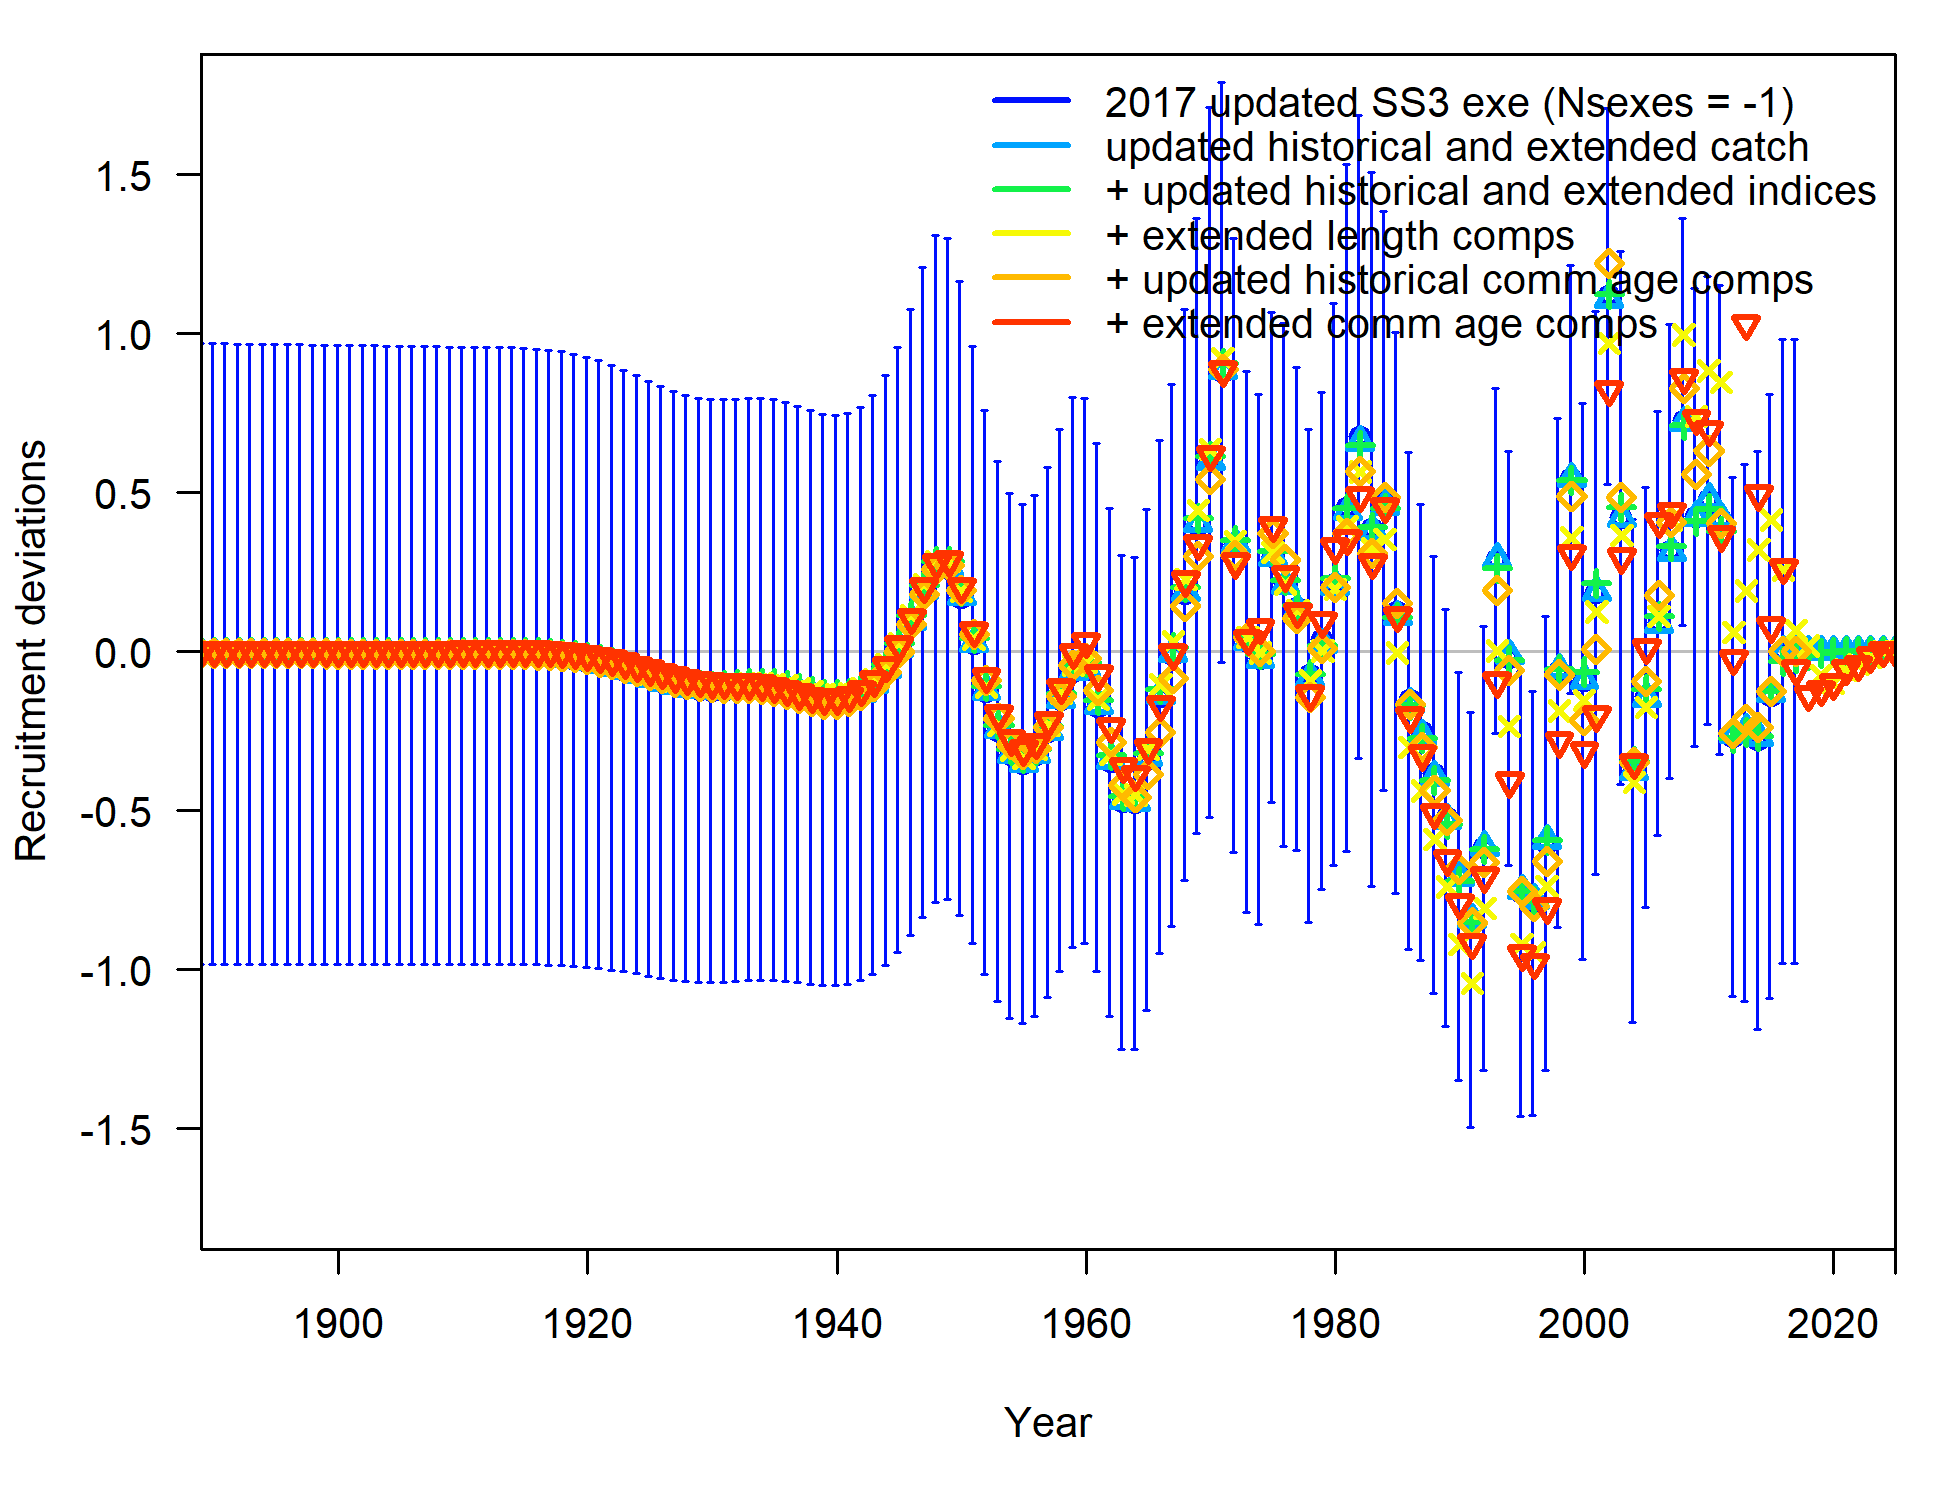 2017 updated SS3 exe (Nsexes = -1)
updated historical and extended catch
+ updated historical and extended indices
+ extended length comps
+ updated historical comm age comps
+ extended comm age comps
1.5
1.0
0.5
0.0
-0.5
-1.0
-1.5
Recruitment deviations
1900 1920 1940 1960 1980 2000 2020
Year